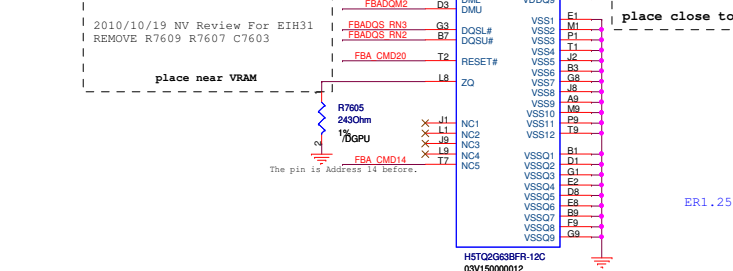 FBADQM2 D3 DML VDDQ9
DMU
2010/10/19 NV Review For EIH31
REMOVE R7609 R7607 C7603
place near VRAM
FBADQS_RN3 G3 DQSL#
FBADQS_RN2 B7 DQSU#
FBA_CMD20 T2 RESET#
L8 ZQ
1
R7605
243Ohm
1%
/DGPU
2
J1 NC1
L1 NC2
J9 NC3
L9 NC4
FBA_CMD14 T7 NC5
The pin is Address 14 before.
VSS1 E1
VSS2 M1
VSS3 P1
VSS4 T1
VSS5 J2
VSS6 B3
VSS7 G8
VSS8 J8
VSS9 A9
VSS10 M9
VSS11 P9
VSS12 T9
VSSQ1 B1
VSSQ2 D1
VSSQ3 G1
VSSQ4 E2
VSSQ5 D8
VSSQ6 E8
VSSQ7 B9
VSSQ8 F9
VSSQ9 G9
H5TQ2G63BFR-12C
03V150000012
place close to
ER1.25